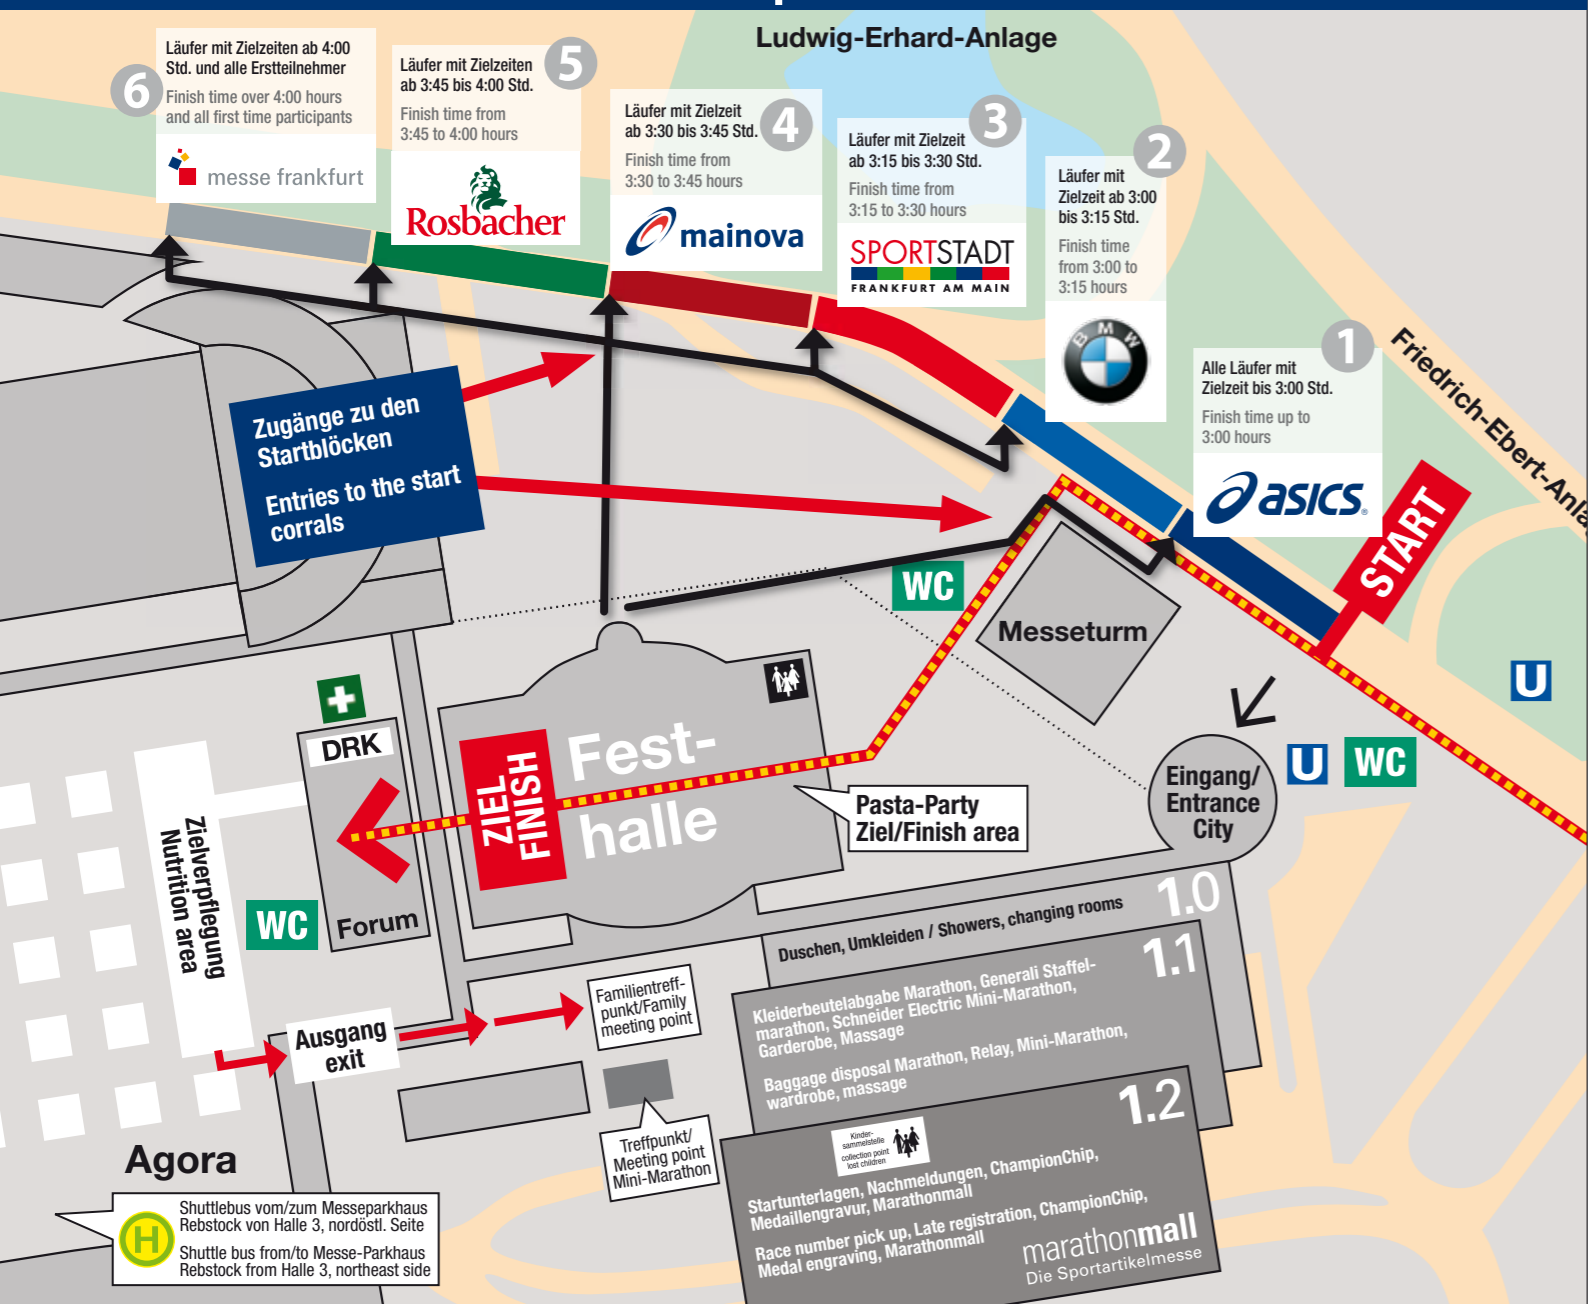 Ludwig-Erhard-Anlage
6
Läufer mit Zielzeiten ab 4:00
Std. und alle Erstteilnehmer
Finish time over 4:00 hours
and all first time participants
messe frankfurt
5
Läufer mit Zielzeiten
ab 3:45 bis 4:00 Std.
Finish time from
3:45 to 4:00 hours
Rosbacher
4
Läufer mit Zielzeit
ab 3:30 bis 3:45 Std.
Finish time from
3:30 to 3:45 hours
mainova
3
Läufer mit Zielzeit
ab 3:15 bis 3:30 Std.
Finish time from
3:15 to 3:30 hours
SPORTSTADT
FRANKFURT AM MAIN
2
Läufer mit
Zielzeit ab 3:00
bis 3:15 Std.
Finish time
from 3:00 to
3:15 hours
BMW
1
Alle Läufer mit
Zielzeit bis 3:00 Std.
Finish time up to
3:00 hours
asics
Friedrich-Ebert-Anla
START
Zugänge zu den
Startblöcken
Entries to the start
corrals
WC
Messeturm
U
DRK
ZIEL
FINISH
Fest-
halle
Pasta-Party
Ziel/Finish area
Eingang/
Entrance
City
U
WC
Zielverpflegung
Nutrition area
WC
Forum
1.0
Duschen, Umkleiden / Showers, changing rooms
1.1
Kleiderbeutelabgabe Marathon, Generali Staffel-
marathon, Schneider Electric Mini-Marathon,
Garderobe, Massage
Baggage disposal Marathon, Relay, Mini-Marathon,
wardrobe, massage
Familientreff-
punkt/Family
meeting point
Ausgang
exit
Treffpunkt/
Meeting point
Mini-Marathon
1.2
Kinder-
sammelstelle
collection point
lost children
Startunterlagen, Nachmeldungen, ChampionChip,
Medaillengravur, Marathonmall
Race number pick up, Late registration, ChampionChip,
Medal engraving, Marathonmall
marathonmall
Die Sportartikelmesse
Agora
H
Shuttlebus vom/zum Messeparkhaus
Rebstock von Halle 3, nordöstl. Seite
Shuttle bus from/to Messe-Parkhaus
Rebstock from Halle 3, northeast side